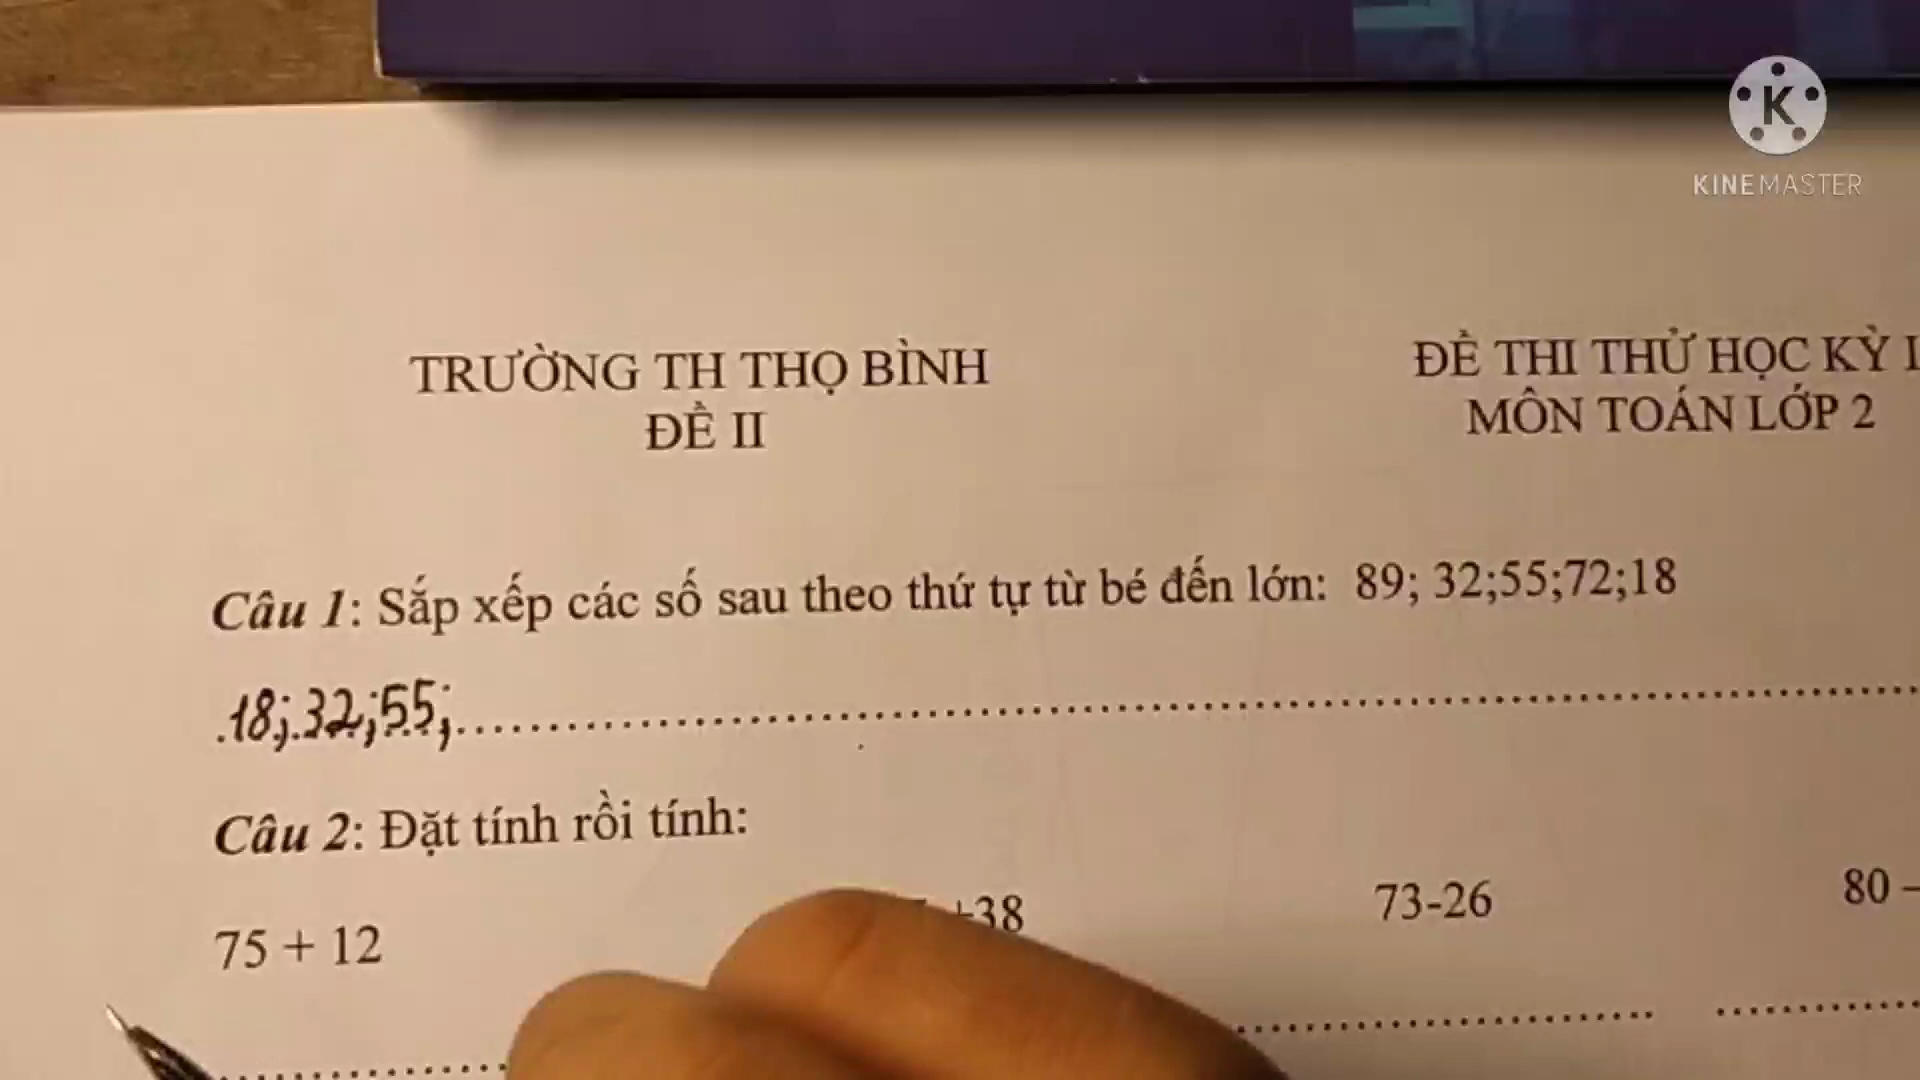 KINEMASTER
TRƯỜNG TH THỌ BÌNH
ĐỀ II
ĐỀ THI THỬ HỌC KỲ I
MÔN TOÁN LỚP 2
Câu 1: Sắp xếp các số sau theo thứ tự từ bé đến lớn: 89; 32;55;72;18
18; 32; 55;
Câu 2: Đặt tính rồi tính:
75 + 12 +38 73-26 80 –